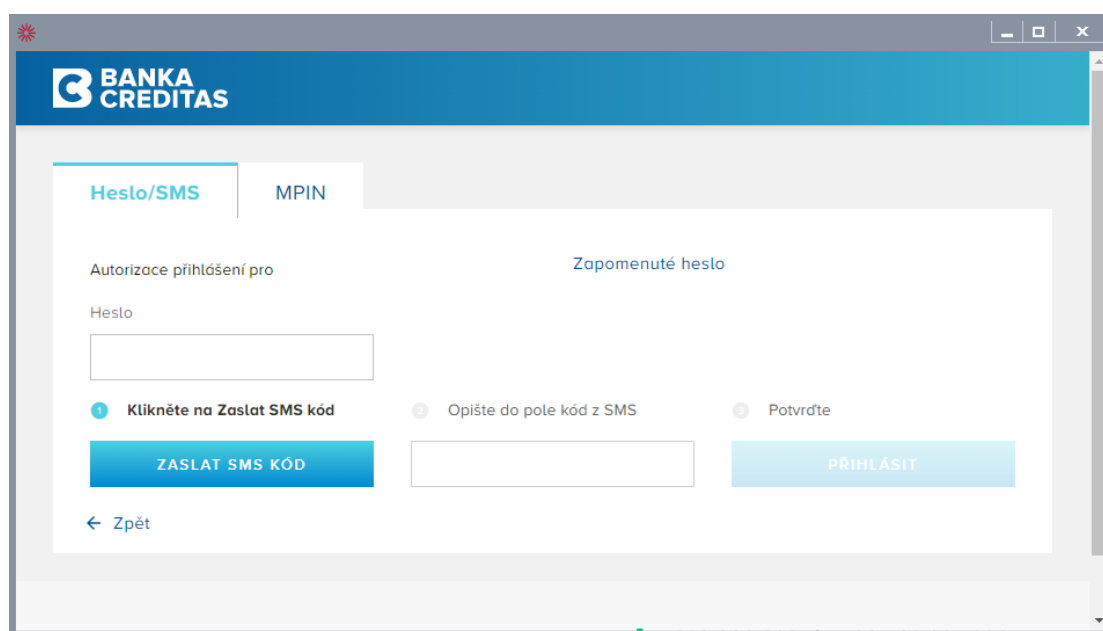 BANKA
CREDITAS
Heslo/SMS
MPIN
Autorizace přihlášení pro
Zapomenuté heslo
Heslo
1 Klikněte na Zaslat SMS kód
2 Opište do pole kód z SMS
3 Potvrďte
ZASLAT SMS KÓD
PŘIHLÁSIT
← Zpět